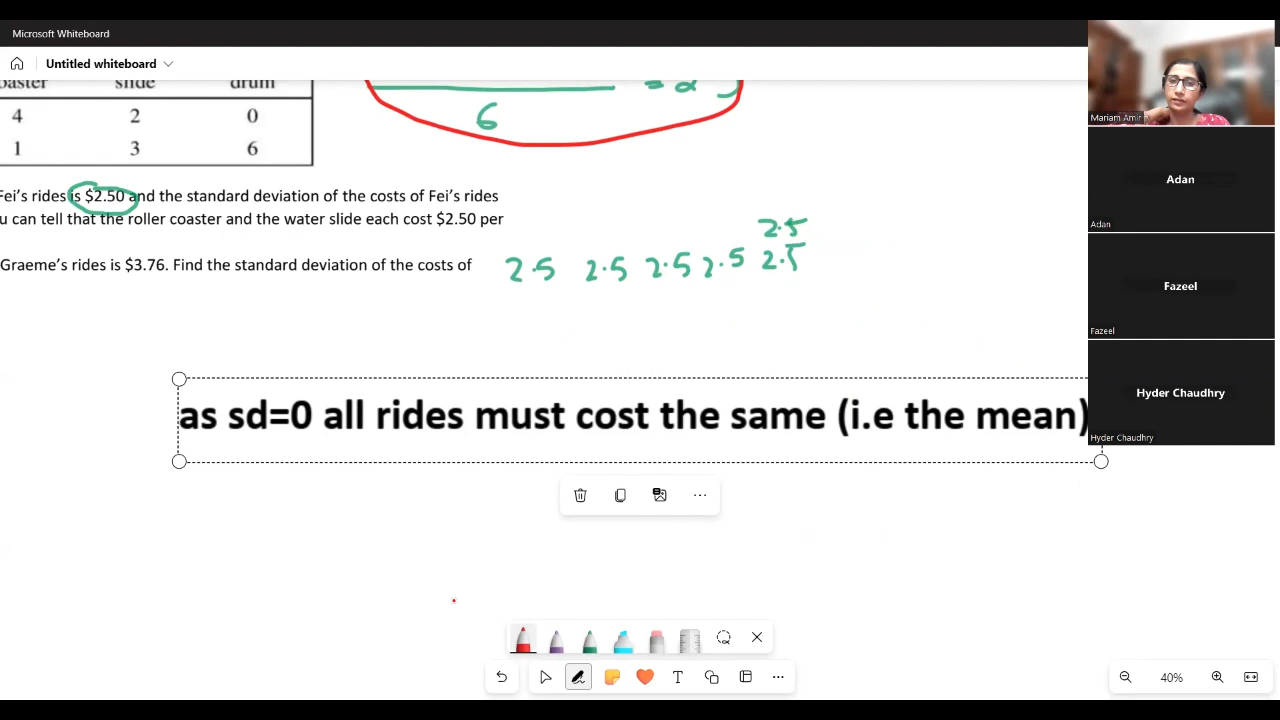 Microsoft Whiteboard
Untitled whiteboard
slide drum
4 2 0
1 3 6
6
Fei's rides is $2.50 and the standard deviation of the costs of Fei's rides
u can tell that the roller coaster and the water slide each cost $2.50 per
Graeme's rides is $3.76. Find the standard deviation of the costs of
2.5
2.5 2.5 2.5 2.5 2.5
as sd=0 all rides must cost the same (i.e the mean)
40%
Mariam Amir
Adan
Adan
Fazeel
Fazeel
Hyder Chaudhry
Hyder Chaudhry